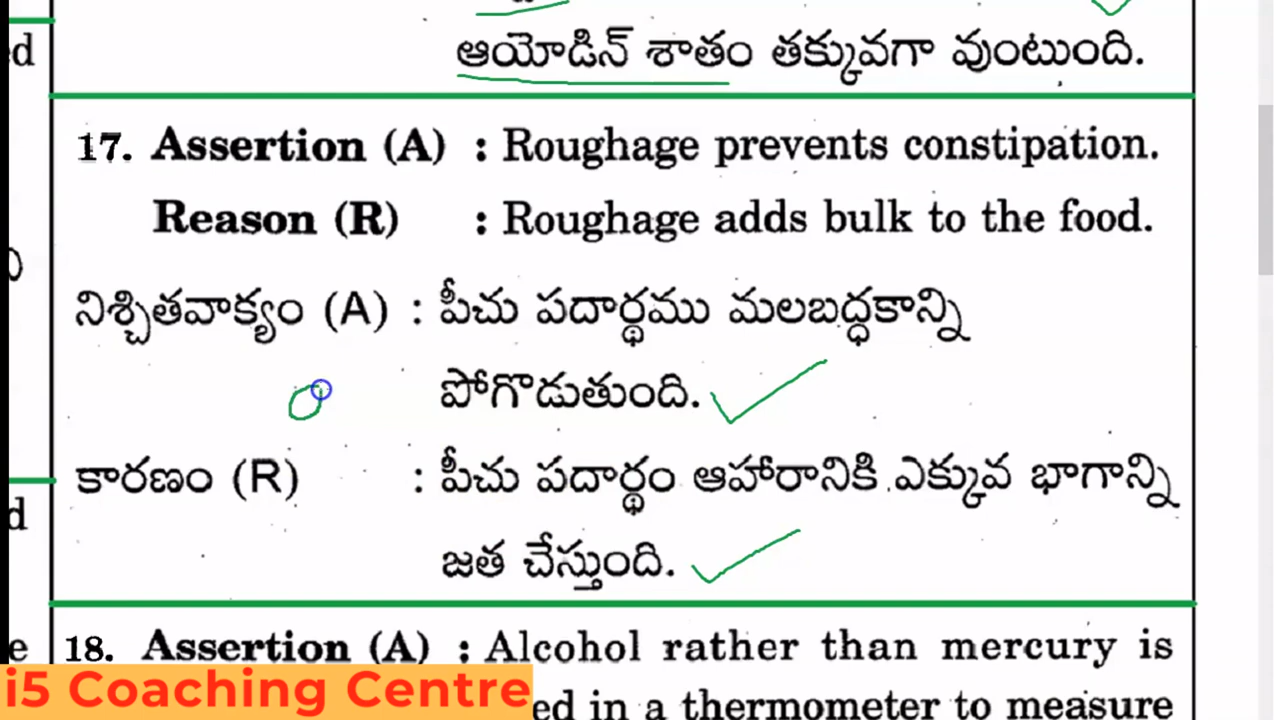 ed
ఆయోడిన్ శాతం తక్కువగా వుంటుంది.
17. Assertion (A) : Roughage prevents constipation.
Reason (R) : Roughage adds bulk to the food.
నిశ్చితవాక్యం (A) : పీచు పదార్థము మలబద్ధకాన్ని
పోగొడుతుంది.
కారణం (R) : పీచు పదార్థం ఆహారానికి ఎక్కువ భాగాన్ని
d
జత చేస్తుంది.
e
18. Assertion (A) : Alcohol rather than mercury is
i5 Coaching Centre
ed in a thermometer to measure